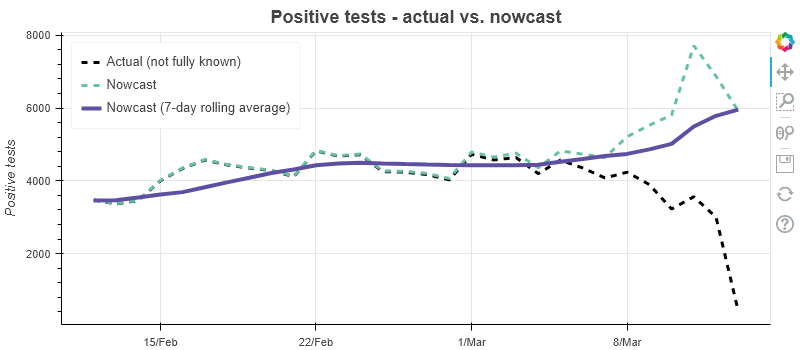 Positive tests - actual vs. nowcast
8000
Actual (not fully known)
Nowcast
6000
Nowcast (7-day rolling average)
Positive tests
4000
2000
15/Feb
22/Feb
1/Mar
8/Mar